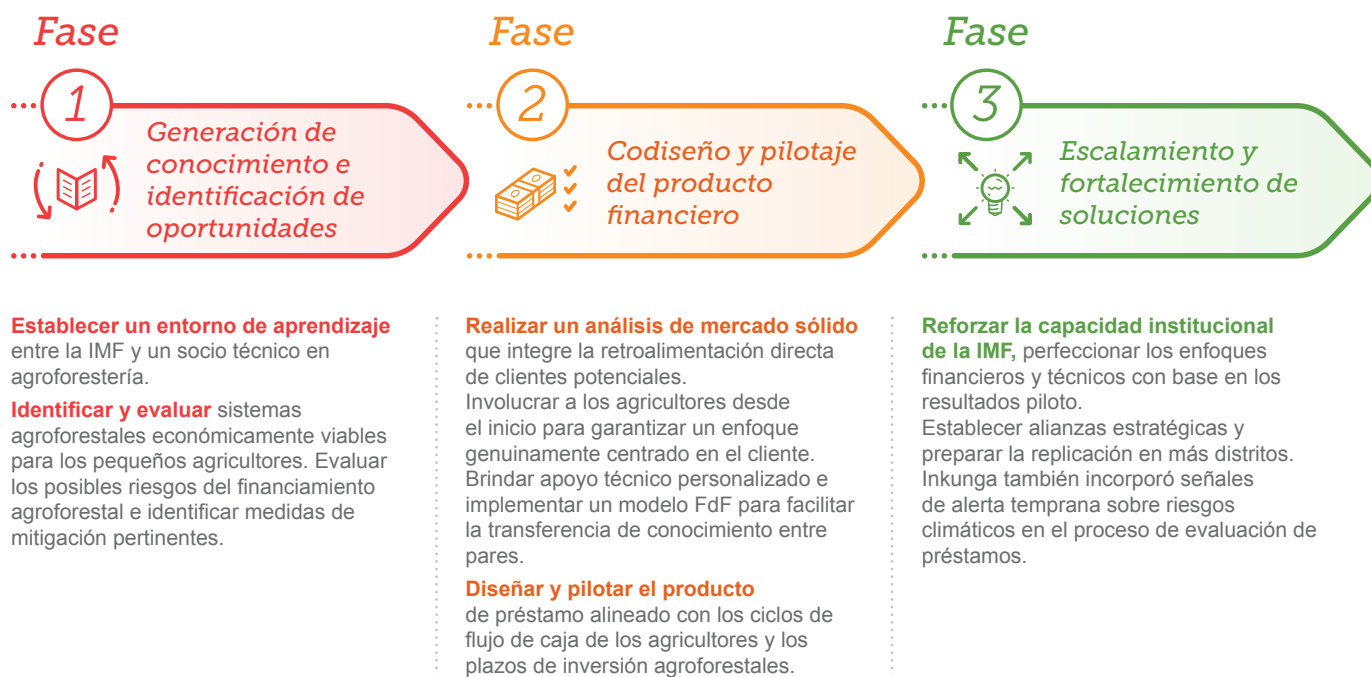 Fase
1
Generación de
conocimiento e
identificación de
oportunidades
Establecer un entorno de aprendizaje
entre la IMF y un socio técnico en
agroforestería.
Identificar y evaluar sistemas
agroforestales económicamente viables
para los pequeños agricultores. Evaluar
los posibles riesgos del financiamiento
agroforestal e identificar medidas de
mitigación pertinentes.
Fase
2
Codiseño y pilotaje
del producto
financiero
Realizar un análisis de mercado sólido
que integre la retroalimentación directa
de clientes potenciales.
Involucrar a los agricultores desde
el inicio para garantizar un enfoque
genuinamente centrado en el cliente.
Brindar apoyo técnico personalizado e
implementar un modelo FdF para facilitar
la transferencia de conocimiento entre
pares.
Diseñar y pilotar el producto
de préstamo alineado con los ciclos de
flujo de caja de los agricultores y los
plazos de inversión agroforestales.
Fase
3
Escalamiento y
fortalecimiento de
soluciones
Reforzar la capacidad institucional
de la IMF, perfeccionar los enfoques
financieros y técnicos con base en los
resultados piloto.
Establecer alianzas estratégicas y
preparar la replicación en más distritos.
Inkunga también incorporó señales
de alerta temprana sobre riesgos
climáticos en el proceso de evaluación de
préstamos.